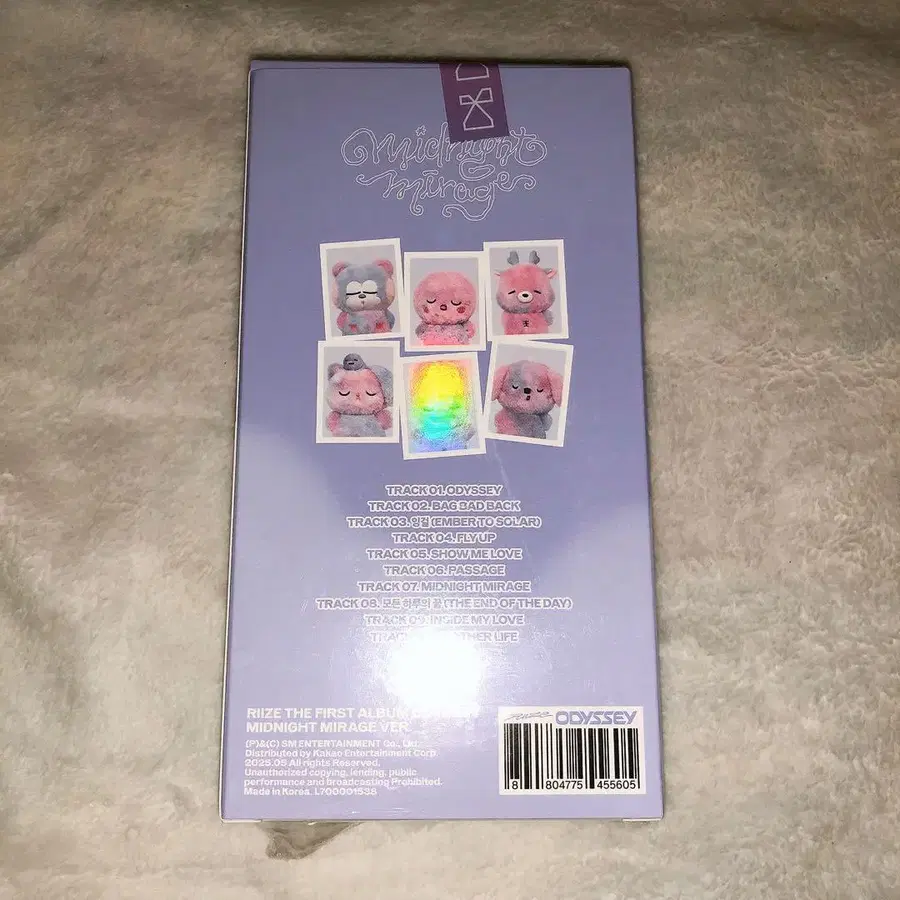 Midnight
mirage
TRACK 01. ODYSSEY
TRACK 02. BAG BAD BACK
TRACK 03. 잉걸 (EMBER TO SOLAR)
TRACK 04. FLY UP
TRACK 05. SHOW ME LOVE
TRACK 06. PASSAGE
TRACK 07. MIDNIGHT MIRAGE
TRACK 08. 모든 하루의 끝 (THE END OF THE DAY)
TRACK 09. INSIDE MY LOVE
LIFE
RIIZE THE FIRST ALBUM
MIDNIGHT MIRAGE VER
(P)&(C) SM ENTERTAINMENT Co., Ltd.
Distributed by Kakao Entertainment Corp.
2025.05 All rights Reserved.
Unauthorized copying, lending, public
performance and broadcasting Prohibited.
Made in Korea. L700001538
RIIZE ODYSSEY
8 804775 455605